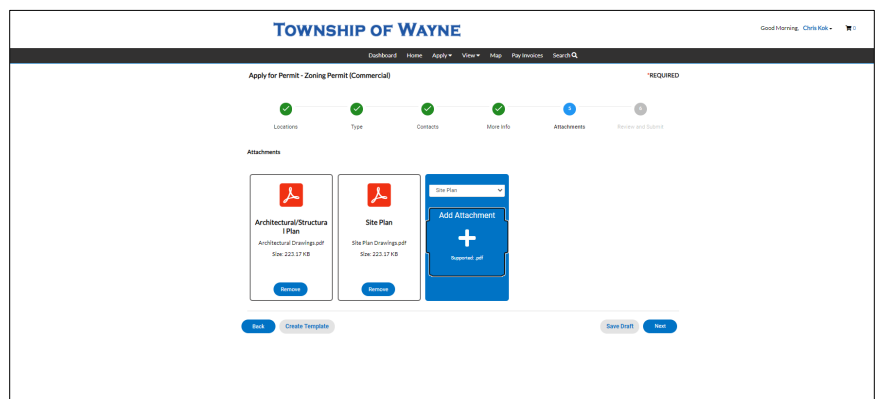 TOWNSHIP OF WAYNE
Good Morning, Chris Kok
0
Dashboard Home Apply View Map Pay Invoices Search
Apply for Permit - Zoning Permit (Commercial)
*REQUIRED
5
6
Locations Type Contacts More Info Attachments Review and Submit
Attachments
Architectural/Structura
l Plan
Architectural Drawings.pdf
Size: 223.17 KB
Remove
Site Plan
Site Plan Drawings.pdf
Size: 223.17 KB
Remove
Site Plan
Add Attachment
Supported: .pdf
Back Create Template Save Draft Next